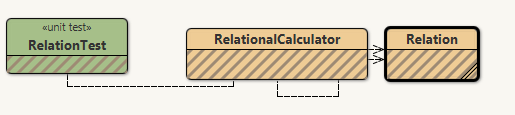 «unit test»
RelationTest
RelationalCalculator
Relation